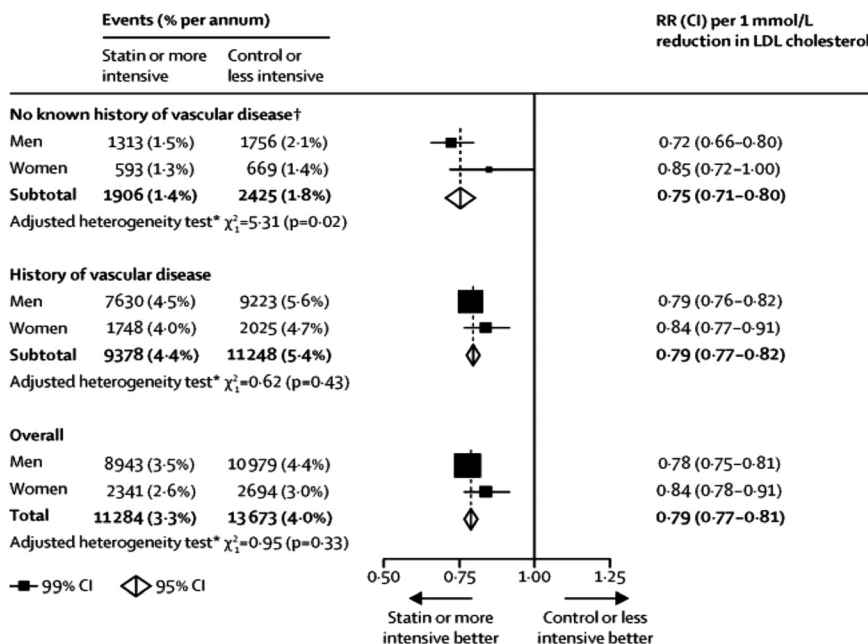 Events (% per annum) RR (CI) per 1 mmol/L
Statin or more Control or reduction in LDL cholesterol
intensive less intensive
No known history of vascular disease†
Men 1313 (1·5%) 1756 (2·1%) 0·72 (0·66–0·80)
Women 593 (1·3%) 669 (1·4%) 0·85 (0·72–1·00)
Subtotal 1906 (1·4%) 2425 (1·8%) 0·75 (0·71–0·80)
Adjusted heterogeneity test* χ²₁=5·31 (p=0·02)
History of vascular disease
Men 7630 (4·5%) 9223 (5·6%) 0·79 (0·76–0·82)
Women 1748 (4·0%) 2025 (4·7%) 0·84 (0·77–0·91)
Subtotal 9378 (4·4%) 11248 (5·4%) 0·79 (0·77–0·82)
Adjusted heterogeneity test* χ²₁=0·62 (p=0·43)
Overall
Men 8943 (3·5%) 10979 (4·4%) 0·78 (0·75–0·81)
Women 2341 (2·6%) 2694 (3·0%) 0·84 (0·78–0·91)
Total 11284 (3·3%) 13673 (4·0%) 0·79 (0·77–0·81)
Adjusted heterogeneity test* χ²₁=0·95 (p=0·33)
99% CI 95% CI
0·50 0·75 1·00 1·25
Statin or more Control or less
intensive better intensive better